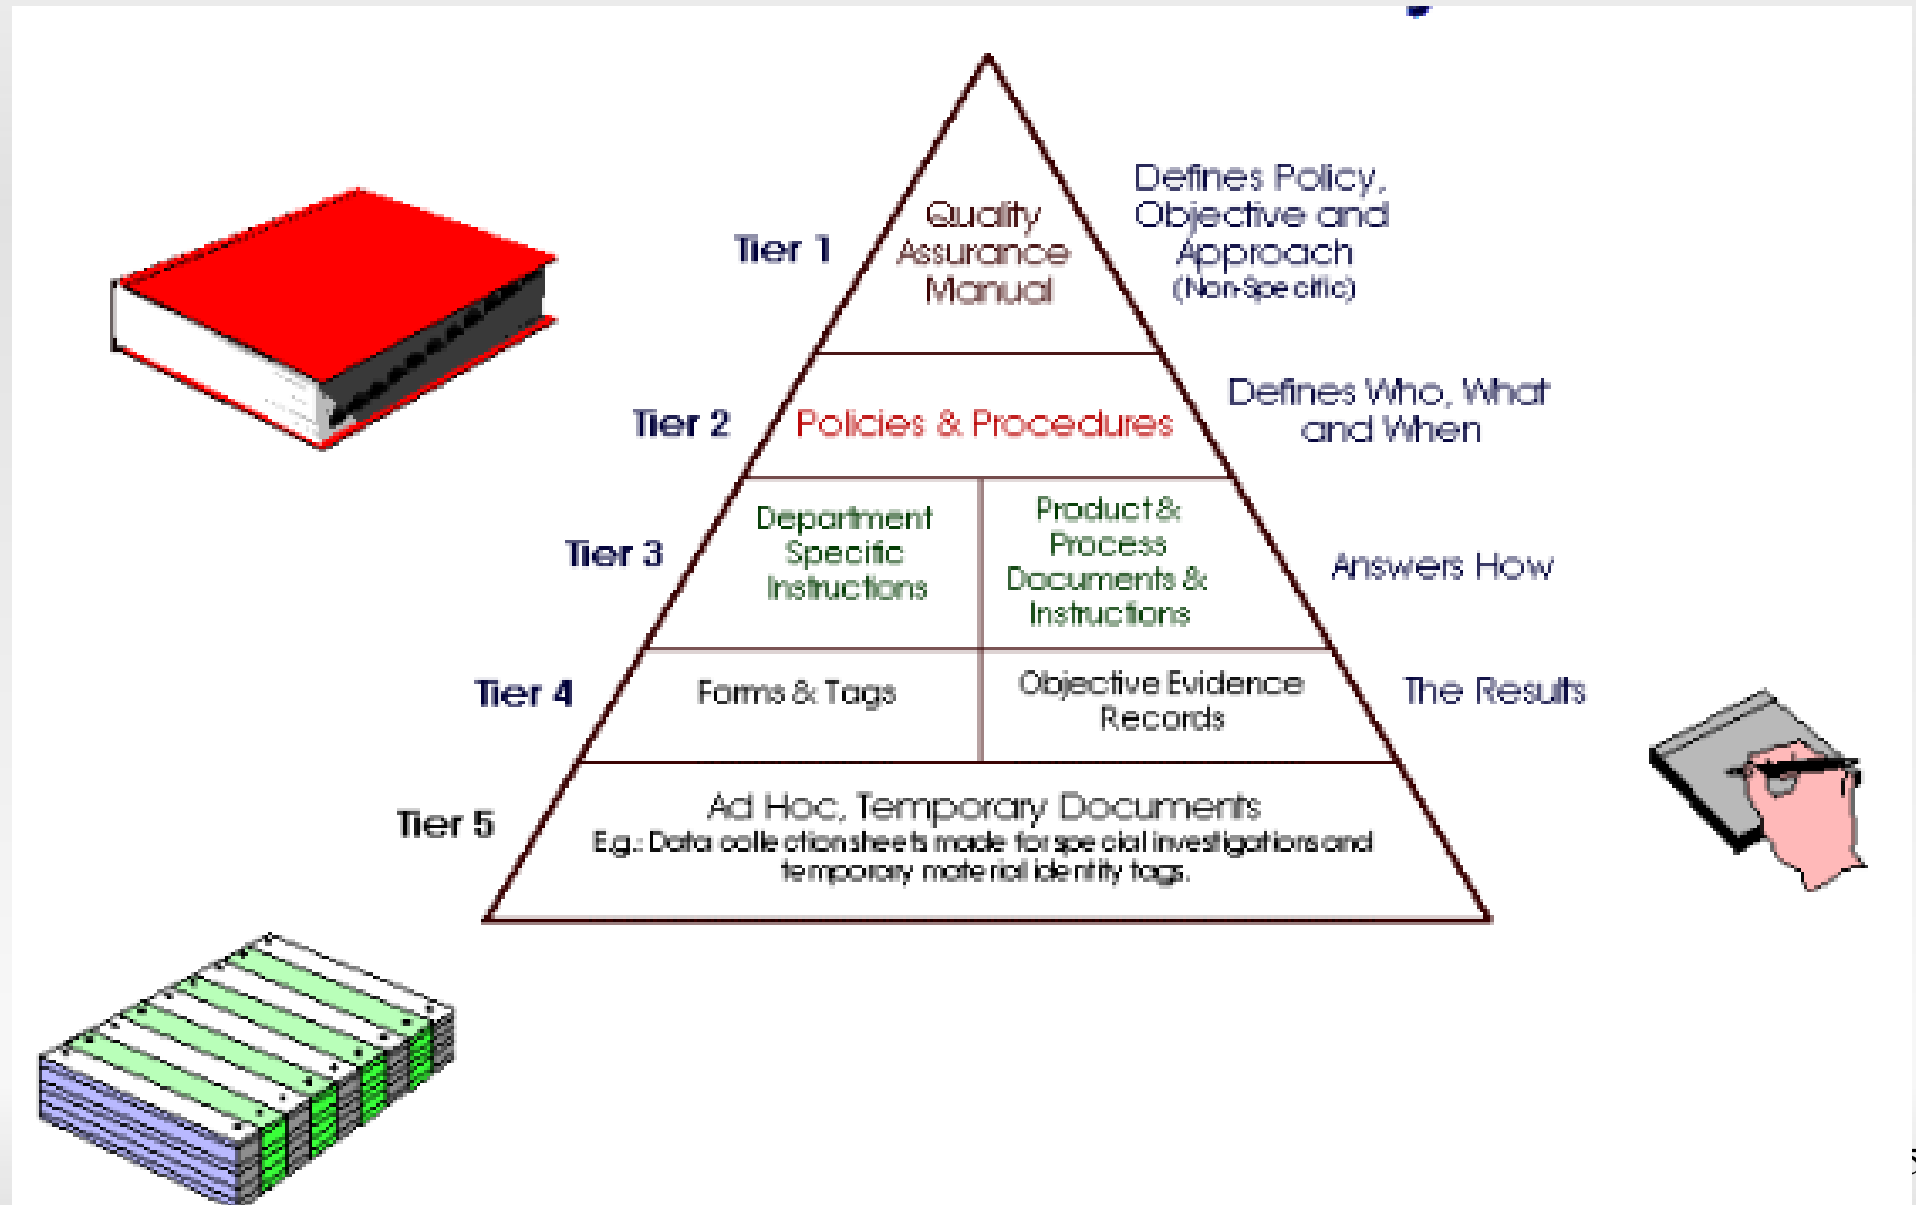 Tier 1
Quality
Assurance
Manual
Defines Policy,
Objective and
Approach
(Non-Specific)
Tier 2
Policies & Procedures
Defines Who, What
and When
Tier 3
Department
Specific
Instructions
Product &
Process
Documents &
Instructions
Answers How
Tier 4
Forms & Tags
Objective Evidence
Records
The Results
Tier 5
Ad Hoc, Temporary Documents
E.g.: Data collection sheets made for special investigations and
temporary material identity tags.